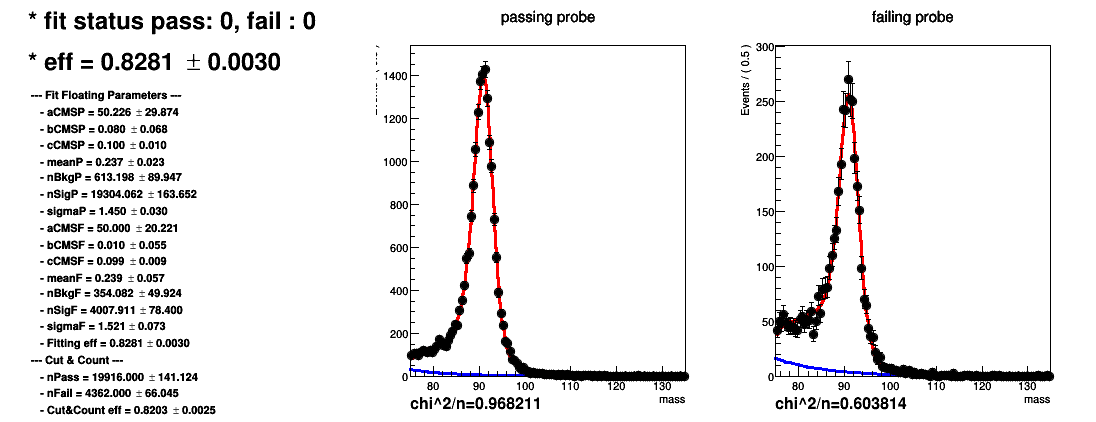 * fit status pass: 0, fail : 0
* eff = 0.8281 ± 0.0030
--- Fit Floating Parameters ---
- aCMSP = 50.226 ± 29.874
- bCMSP = 0.080 ± 0.068
- cCMSP = 0.100 ± 0.010
- meanP = 0.237 ± 0.023
- nBkgP = 613.198 ± 89.947
- nSigP = 19304.062 ± 163.652
- sigmaP = 1.450 ± 0.030
- aCMSF = 50.000 ± 20.221
- bCMSF = 0.010 ± 0.055
- cCMSF = 0.099 ± 0.009
- meanF = 0.239 ± 0.057
- nBkgF = 354.082 ± 49.924
- nSigF = 4007.911 ± 78.400
- sigmaF = 1.521 ± 0.073
- Fitting eff = 0.8281 ± 0.0030
--- Cut & Count ---
- nPass = 19916.000 ± 141.124
- nFail = 4362.000 ± 66.045
- Cut&Count eff = 0.8203 ± 0.0025
passing probe
1400
1200
1000
800
600
400
200
0
80 90 100 110 120 130
mass
chi^2/n=0.968211
failing probe
Events / ( 0.5 )
300
250
200
150
100
50
0
80 90 100 110 120 130
mass
chi^2/n=0.603814